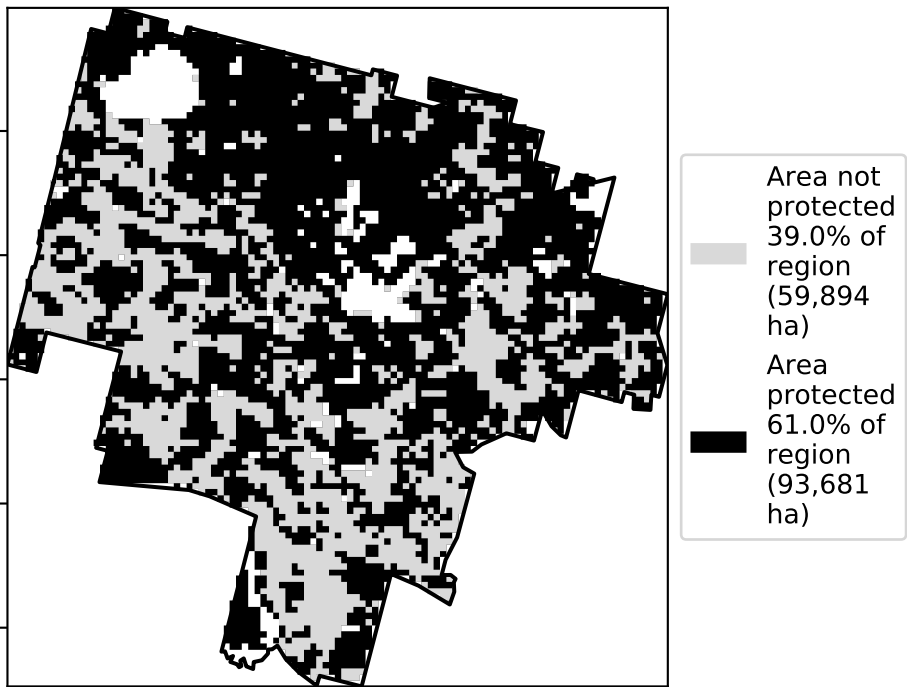 Area not
protected
39.0% of
region
(59,894
ha)
Area
protected
61.0% of
region
(93,681
ha)